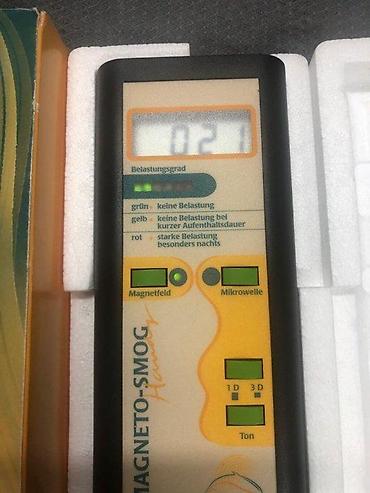 021
Belastungsgrad
grün • keine Belastung
gelb • keine Belastung bei
kurzer Aufenthaltsdauer
rot • starke Belastung
besonders nachts
Magnetfeld
Mikrowelle
1 D 3 D
Ton
MAGNETO-SMOG